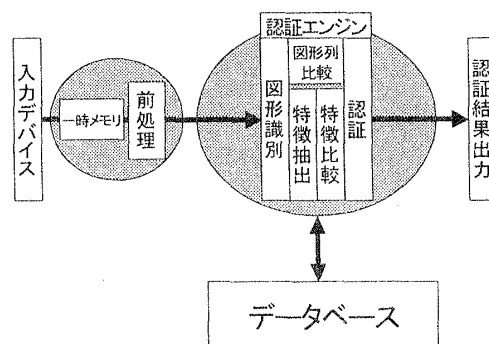 入力デバイス
一時メモリ
前処理
認証エンジン
図形識別
図形列
比較
特徴抽出
特徴比較
認証
認証結果出力
データベース